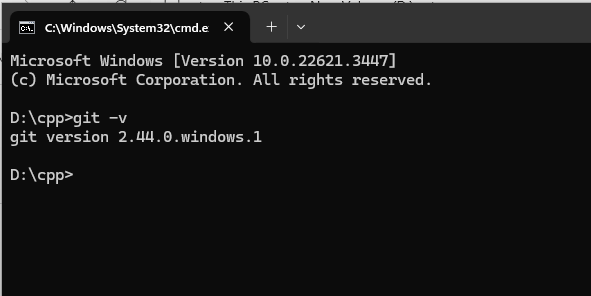 C:\Windows\System32\cmd.e
Microsoft Windows [Version 10.0.22621.3447]
(c) Microsoft Corporation. All rights reserved.
D:\cpp>git -v
git version 2.44.0.windows.1
D:\cpp>